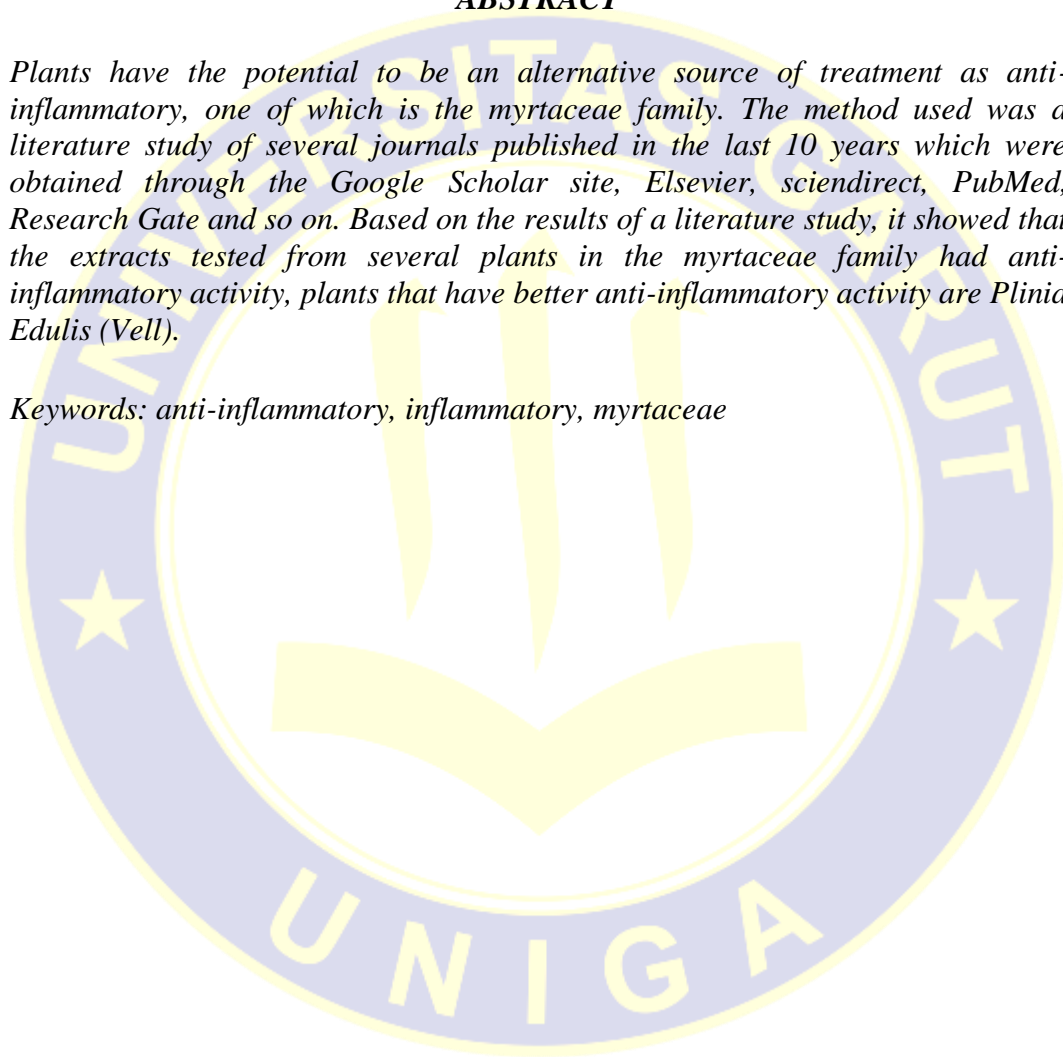 ABSTRACT
Plants have the potential to be an alternative source of treatment as anti-
inflammatory, one of which is the myrtaceae family. The method used was a
literature study of several journals published in the last 10 years which were
obtained through the Google Scholar site, Elsevier, sciendirect, PubMed,
Research Gate and so on. Based on the results of a literature study, it showed that
the extracts tested from several plants in the myrtaceae family had anti-
inflammatory activity, plants that have better anti-inflammatory activity are Plinia
Edulis (Vell).
Keywords: anti-inflammatory, inflammatory, myrtaceae
UNIVERSITAS GARUT
UNIGA